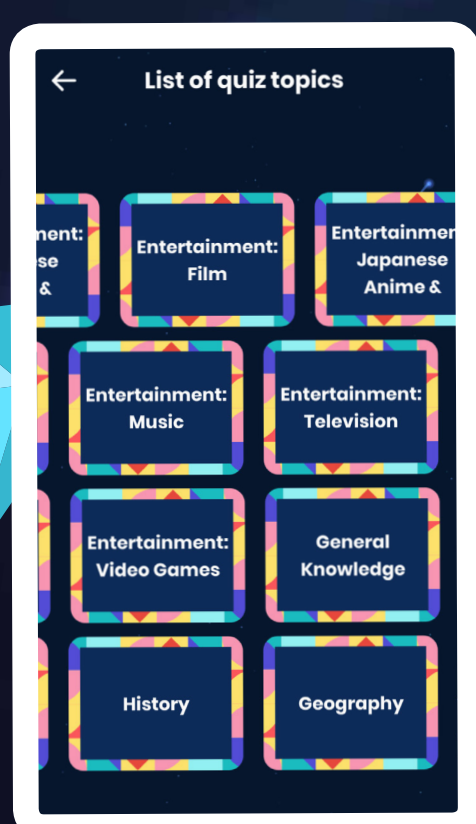 List of quiz topics
ment:
se
&
Entertainment:
Film
Entertainmen
Japanese
Anime &
Entertainment:
Music
Entertainment:
Television
Entertainment:
Video Games
General
Knowledge
History
Geography